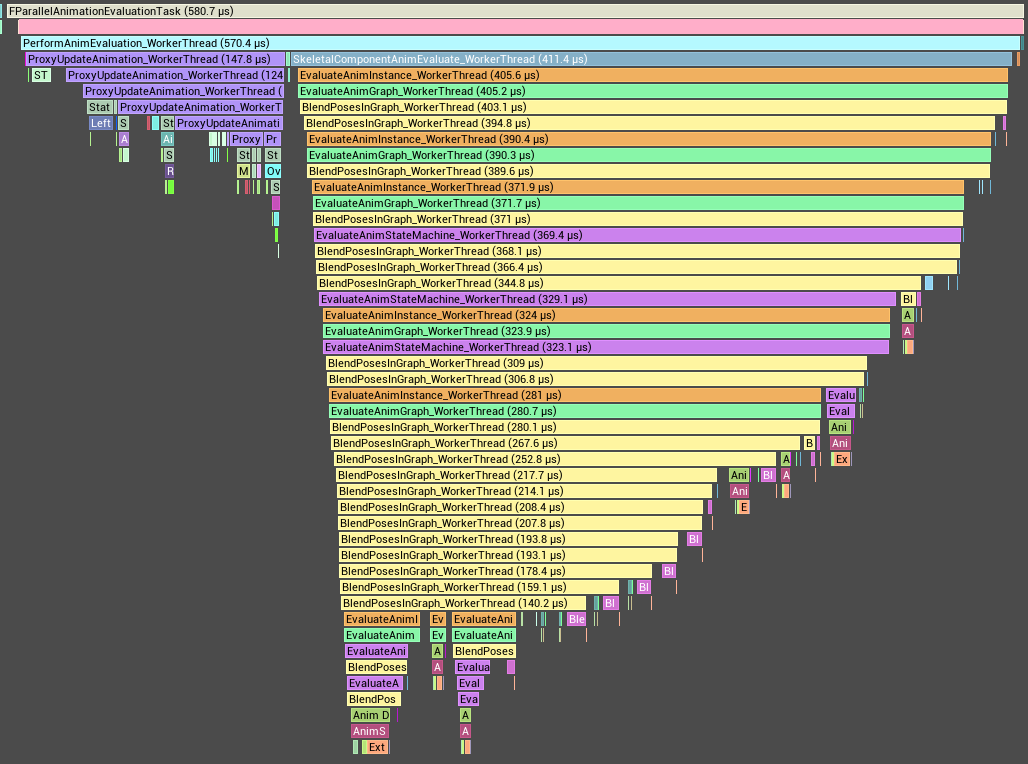 FParallelAnimationEvaluationTask (580.7 µs)
PerformAnimEvaluation_WorkerThread (570.4 µs)
ProxyUpdateAnimation_WorkerThread (147.8 µs) SkeletalComponentAnimEvaluate_WorkerThread (411.4 µs)
ST ProxyUpdateAnimation_WorkerThread (124 EvaluateAnimInstance_WorkerThread (405.6 µs)
ProxyUpdateAnimation_WorkerThread ( EvaluateAnimGraph_WorkerThread (405.2 µs)
Stat ProxyUpdateAnimation_WorkerT BlendPosesInGraph_WorkerThread (403.1 µs)
Left S St ProxyUpdateAnimati BlendPosesInGraph_WorkerThread (394.8 µs)
A Ai Proxy Pr EvaluateAnimInstance_WorkerThread (390.4 µs)
S St St EvaluateAnimGraph_WorkerThread (390.3 µs)
R M Ov BlendPosesInGraph_WorkerThread (389.6 µs)
S EvaluateAnimInstance_WorkerThread (371.9 µs)
EvaluateAnimGraph_WorkerThread (371.7 µs)
BlendPosesInGraph_WorkerThread (371 µs)
EvaluateAnimStateMachine_WorkerThread (369.4 µs)
BlendPosesInGraph_WorkerThread (368.1 µs)
BlendPosesInGraph_WorkerThread (366.4 µs)
BlendPosesInGraph_WorkerThread (344.8 µs)
EvaluateAnimStateMachine_WorkerThread (329.1 µs) Bl
EvaluateAnimInstance_WorkerThread (324 µs) A
EvaluateAnimGraph_WorkerThread (323.9 µs) A
EvaluateAnimStateMachine_WorkerThread (323.1 µs)
BlendPosesInGraph_WorkerThread (309 µs)
BlendPosesInGraph_WorkerThread (306.8 µs)
EvaluateAnimInstance_WorkerThread (281 µs) Evalu
EvaluateAnimGraph_WorkerThread (280.7 µs) Eval
BlendPosesInGraph_WorkerThread (280.1 µs) Ani
BlendPosesInGraph_WorkerThread (267.6 µs) B Ani
BlendPosesInGraph_WorkerThread (252.8 µs) A Ex
BlendPosesInGraph_WorkerThread (217.7 µs) Ani Bl A
BlendPosesInGraph_WorkerThread (214.1 µs) Ani
BlendPosesInGraph_WorkerThread (208.4 µs) E
BlendPosesInGraph_WorkerThread (207.8 µs)
BlendPosesInGraph_WorkerThread (193.8 µs) Bl
BlendPosesInGraph_WorkerThread (193.1 µs)
BlendPosesInGraph_WorkerThread (178.4 µs) Bl
BlendPosesInGraph_WorkerThread (159.1 µs) Bl
BlendPosesInGraph_WorkerThread (140.2 µs) Bl
EvaluateAnimI Ev EvaluateAni Ble
EvaluateAnim Ev EvaluateAni
EvaluateAni A BlendPoses
BlendPoses A Evalua
EvaluateA Eval
BlendPos Eva
Anim D A
AnimS A
Ext